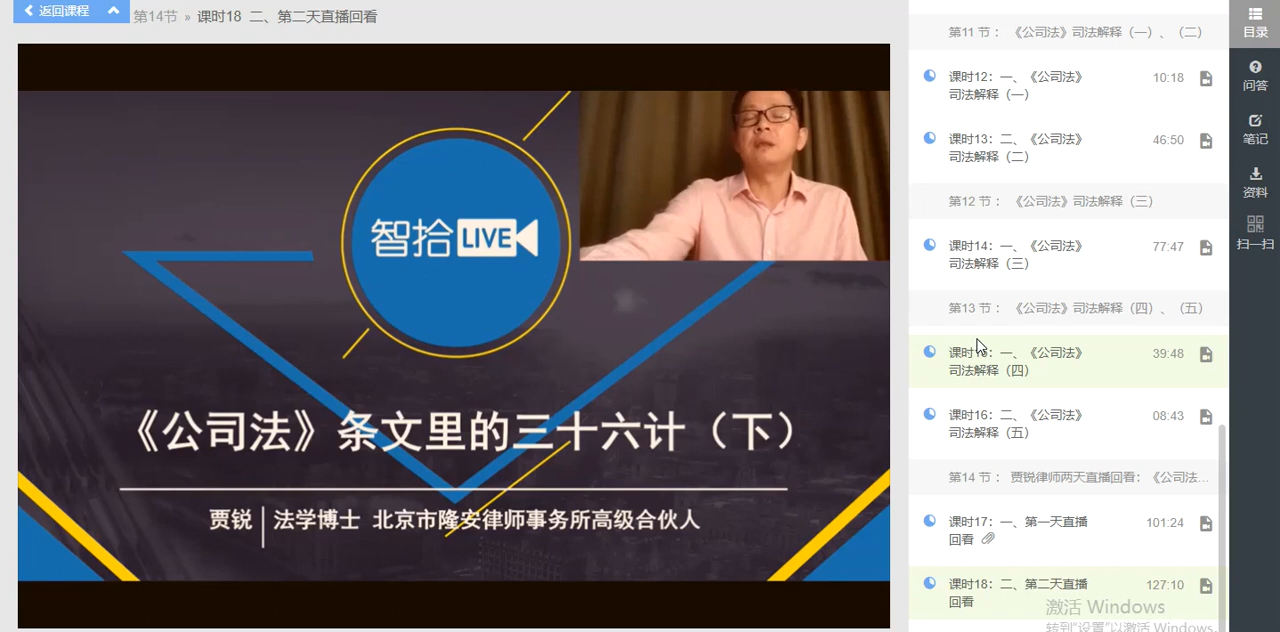 返回课程
第14节 » 课时18 二、第二天直播回看
智拾 LIVE
《公司法》条文里的三十六计（下）
贾锐 法学博士 北京市隆安律师事务所高级合伙人
第11 节： 《公司法》司法解释（一）、（二）
课时12：一、《公司法》 10:18
司法解释（一）
课时13：二、《公司法》 46:50
司法解释（二）
第12 节： 《公司法》司法解释（三）
课时14：一、《公司法》 77:47
司法解释（三）
第13 节： 《公司法》司法解释（四）、（五）
一、《公司法》 39:48
司法解释（四）
课时16：二、《公司法》 08:43
司法解释（五）
第14 节： 贾锐律师两天直播回看：《公司法...
课时17：一、第一天直播 101:24
回看
课时18：二、第二天直播 127:10
回看
目录
问答
笔记
资料
扫一扫
激活 Windows
转到"设置"以激活 Windows。